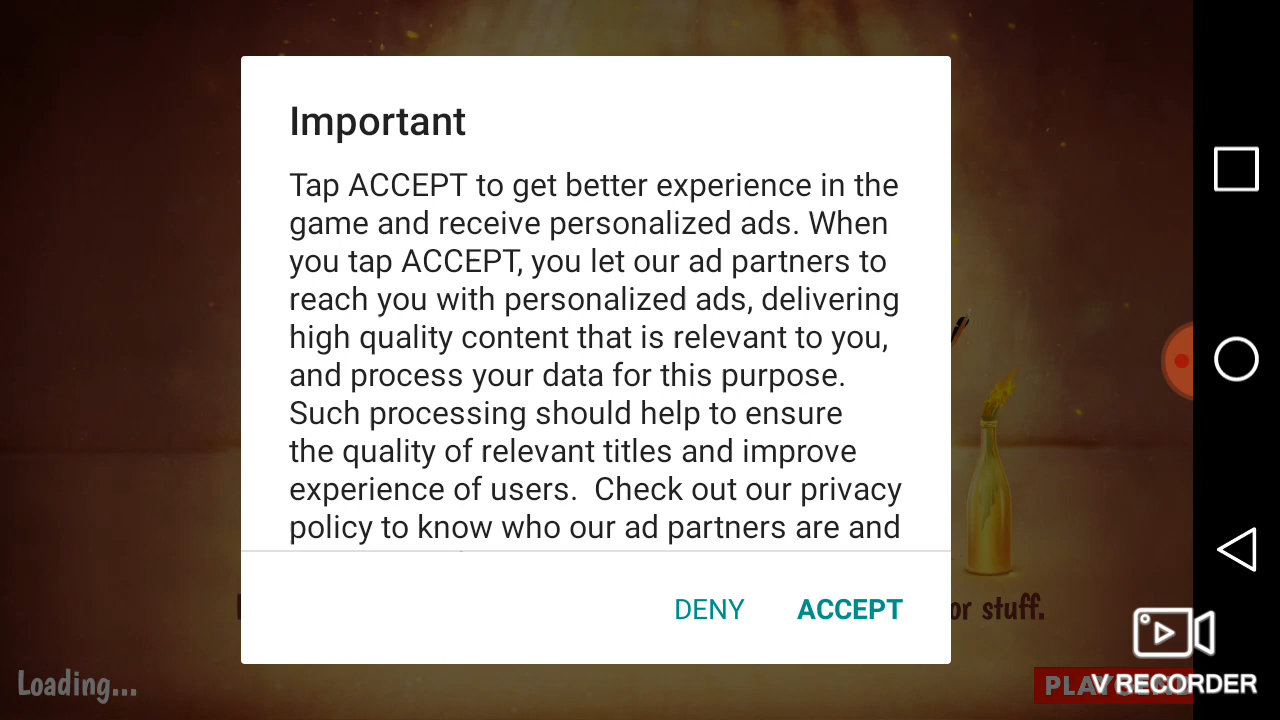 Important
Tap ACCEPT to get better experience in the
game and receive personalized ads. When
you tap ACCEPT, you let our ad partners to
reach you with personalized ads, delivering
high quality content that is relevant to you,
and process your data for this purpose.
Such processing should help to ensure
the quality of relevant titles and improve
experience of users.  Check out our privacy
policy to know who our ad partners are and
DENY ACCEPT
or stuff.
Loading...
V RECORDER